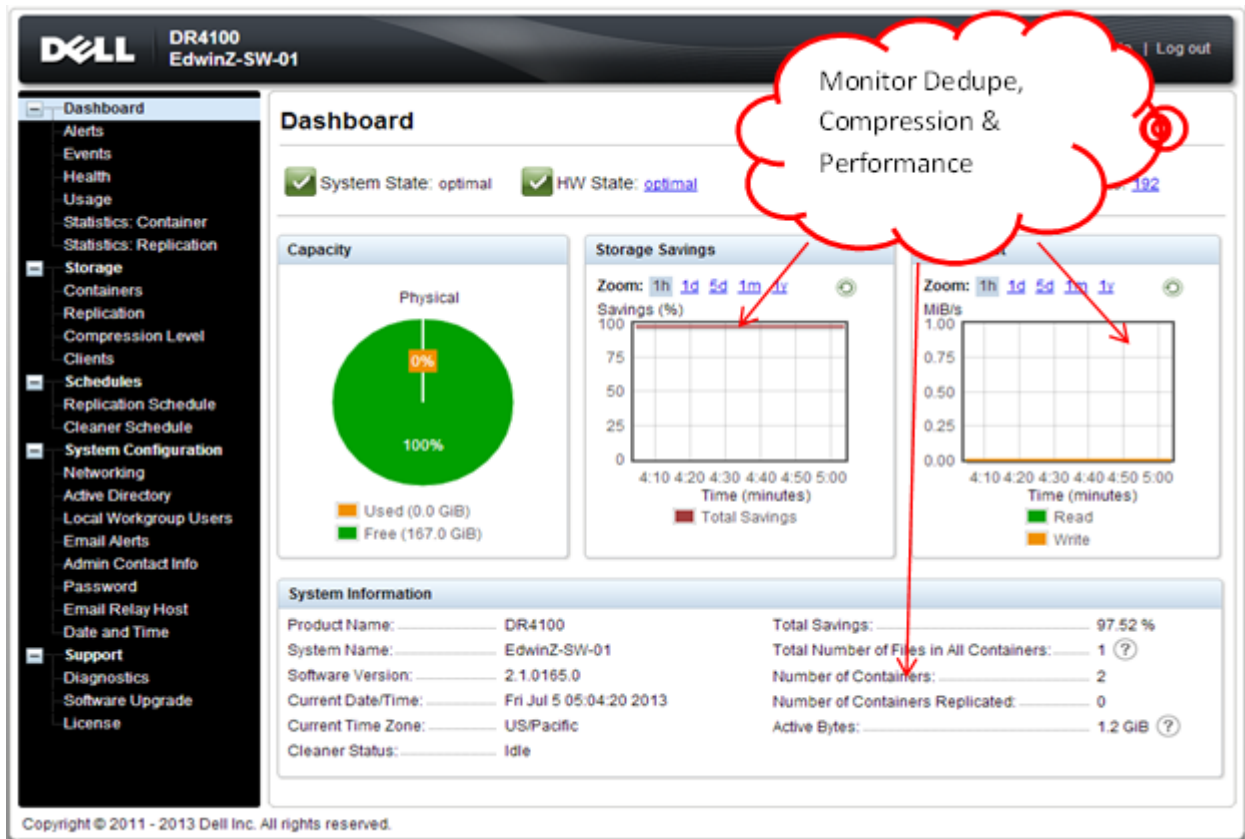 DELL
DR4100
EdwinZ-SW-01
| Log out
Monitor Dedupe,
Compression &
Performance
Dashboard
Alerts
Events
Health
Usage
Statistics: Container
Statistics: Replication
Storage
Containers
Replication
Compression Level
Clients
Schedules
Replication Schedule
Cleaner Schedule
System Configuration
Networking
Active Directory
Local Workgroup Users
Email Alerts
Admin Contact Info
Password
Email Relay Host
Date and Time
Support
Diagnostics
Software Upgrade
License
Dashboard
System State: optimal
HW State: optimal
192
Capacity
Physical
0%
100%
Used (0.0 GiB)
Free (167.0 GiB)
Storage Savings
Zoom: 1h 1d 5d 1m 1y
Savings (%)
100
75
50
25
0
4:10 4:20 4:30 4:40 4:50 5:00
Time (minutes)
Total Savings
Zoom: 1h 1d 5d 1m 1y
MiB/s
1.00
0.75
0.50
0.25
0.00
4:10 4:20 4:30 4:40 4:50 5:00
Time (minutes)
Read
Write
System Information
Product Name: DR4100
System Name: EdwinZ-SW-01
Software Version: 2.1.0165.0
Current Date/Time: Fri Jul 5 05:04:20 2013
Current Time Zone: US/Pacific
Cleaner Status: Idle
Total Savings: 97.52 %
Total Number of Files in All Containers: 1 ?
Number of Containers: 2
Number of Containers Replicated: 0
Active Bytes: 1.2 GiB ?
Copyright © 2011 - 2013 Dell Inc. All rights reserved.